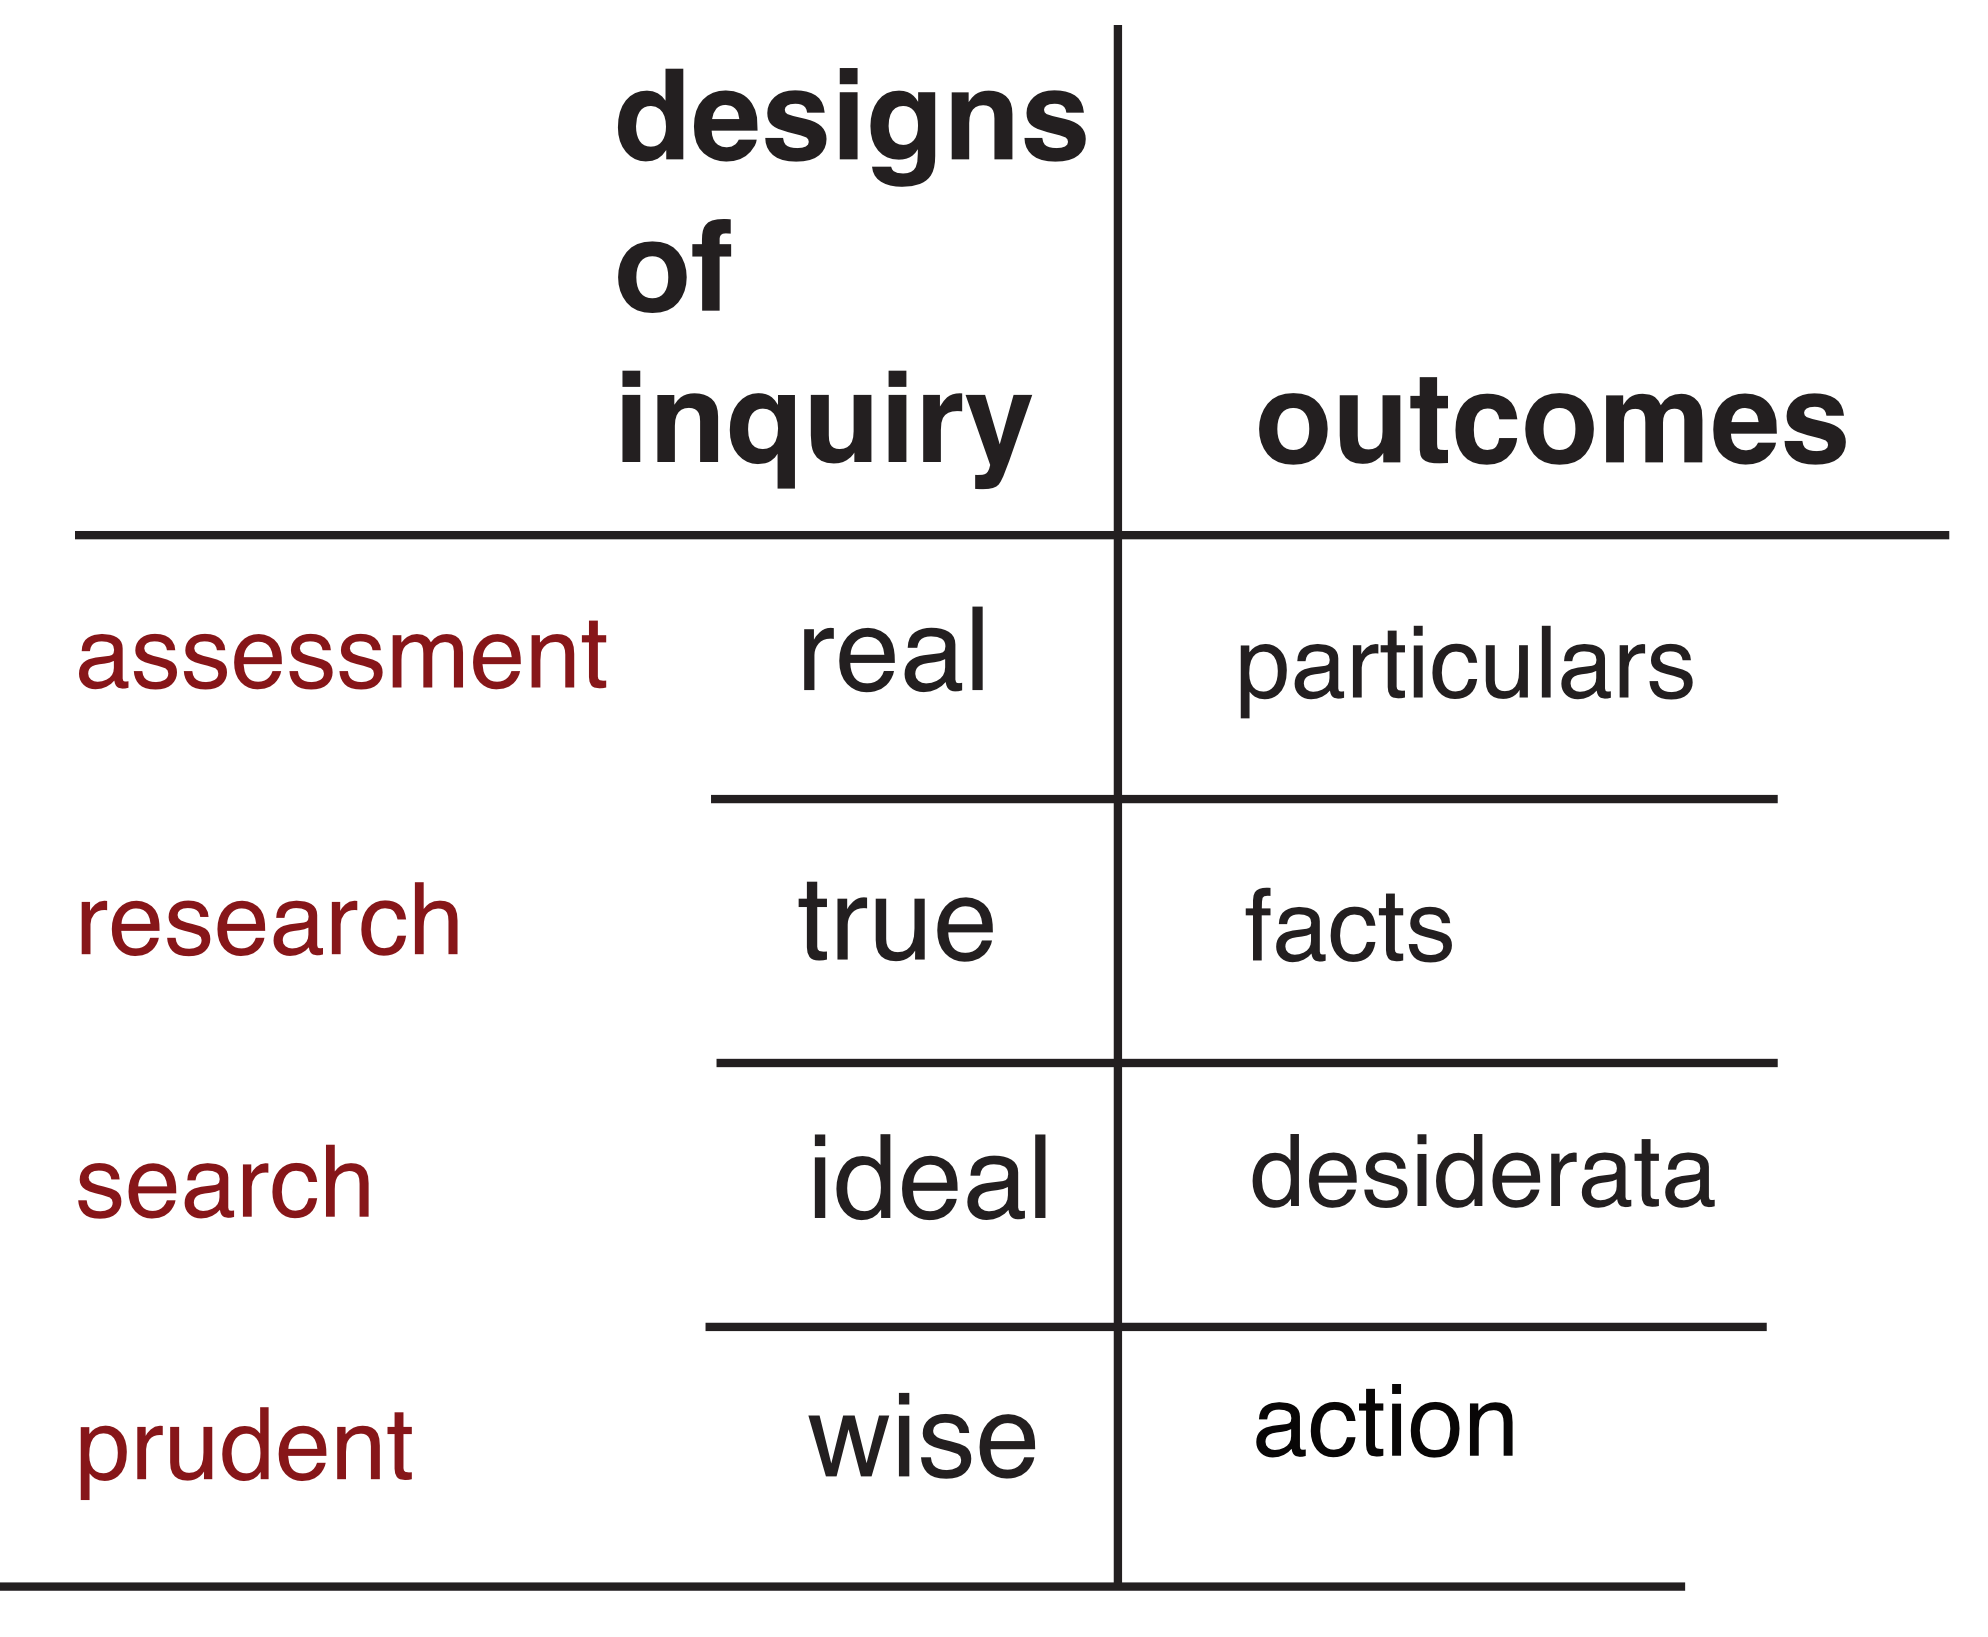 designs
of
inquiry
outcomes
assessment real particulars
research true facts
search ideal desiderata
prudent wise action